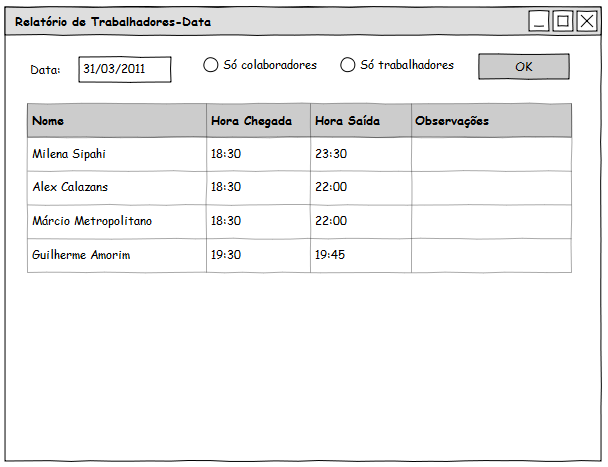 Relatório de Trabalhadores-Data
Data: 31/03/2011 Só colaboradores Só trabalhadores OK
Nome Hora Chegada Hora Saída Observações
Milena Sipahi 18:30 23:30
Alex Calazans 18:30 22:00
Márcio Metropolitano 18:30 22:00
Guilherme Amorim 19:30 19:45